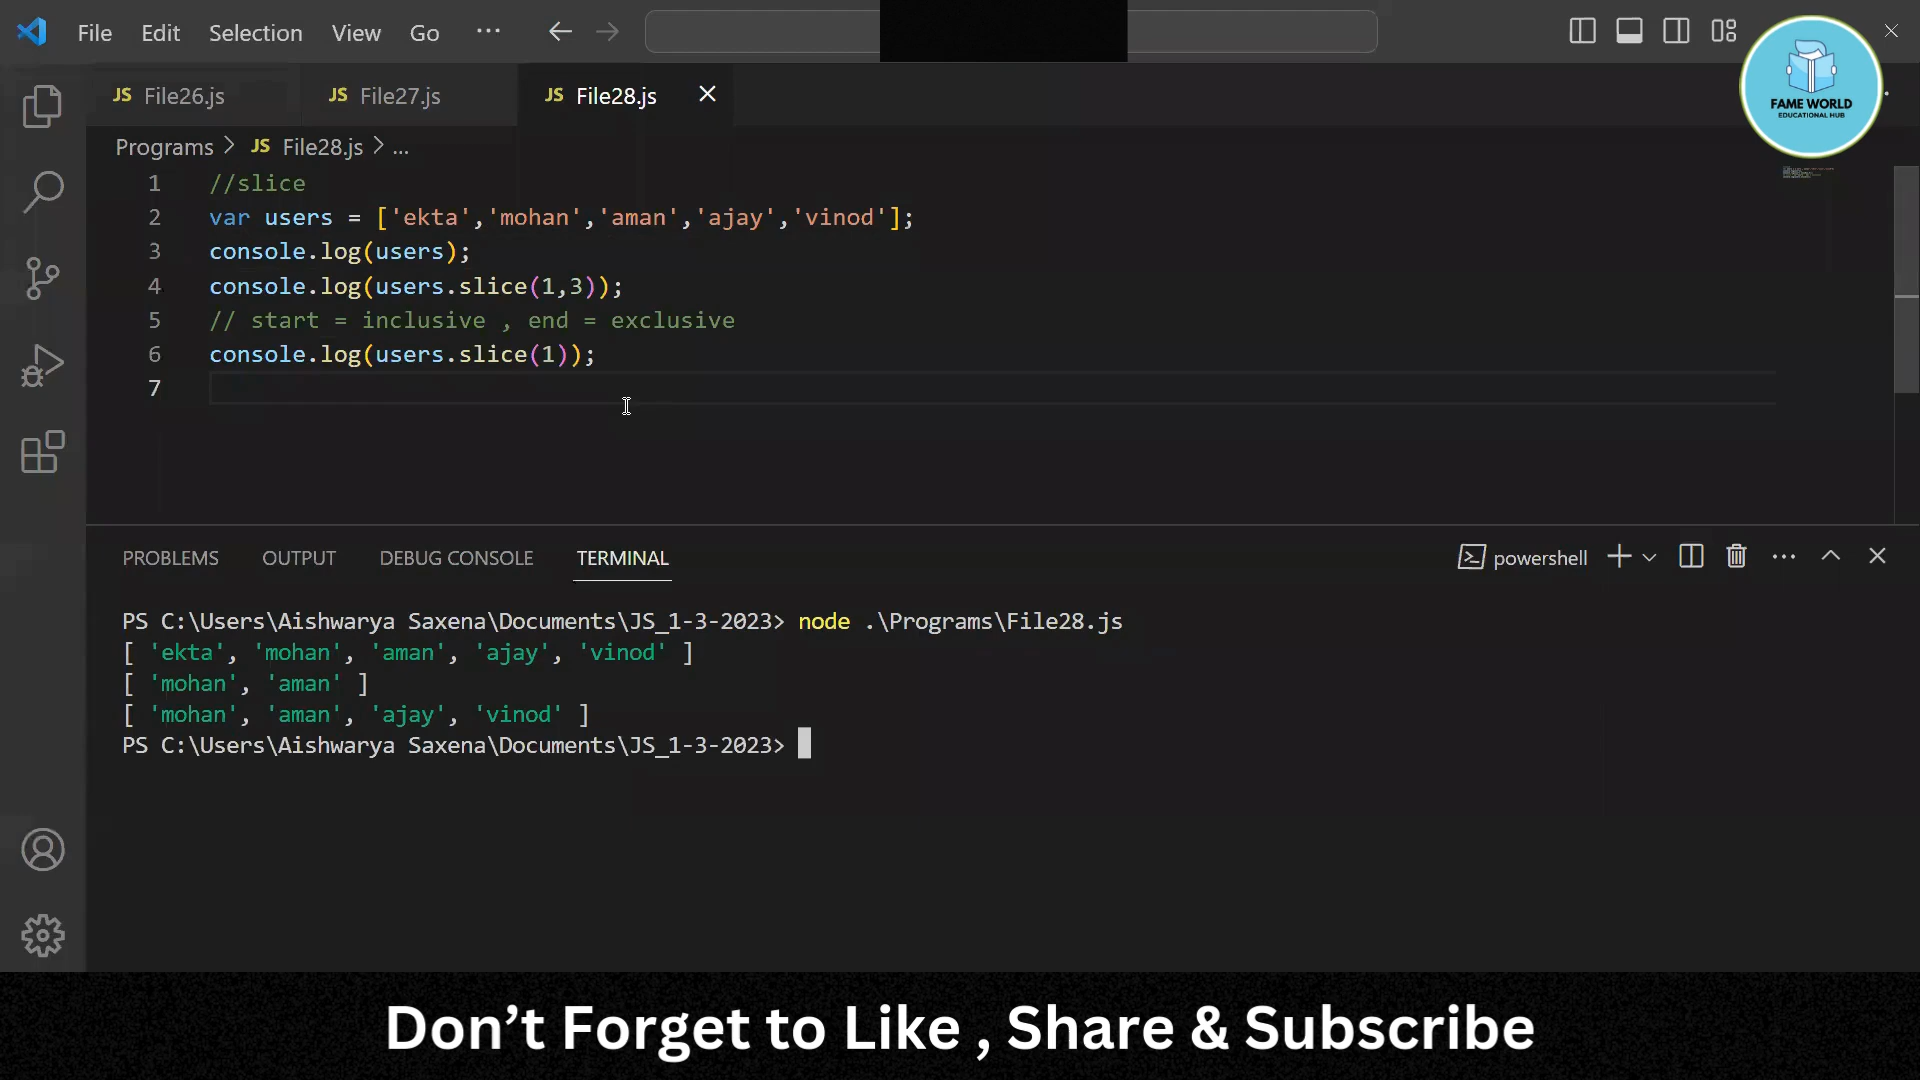 File Edit Selection View Go ...
FAME WORLD
EDUCATIONAL HUB
JS File26.js JS File27.js JS File28.js
Programs > JS File28.js > ...
1 //slice
2 var users = ['ekta','mohan','aman','ajay','vinod'];
3 console.log(users);
4 console.log(users.slice(1,3));
5 // start = inclusive , end = exclusive
6 console.log(users.slice(1));
7
PROBLEMS OUTPUT DEBUG CONSOLE TERMINAL powershell
PS C:\Users\Aishwarya Saxena\Documents\JS_1-3-2023> node .\Programs\File28.js
[ 'ekta', 'mohan', 'aman', 'ajay', 'vinod' ]
[ 'mohan', 'aman' ]
[ 'mohan', 'aman', 'ajay', 'vinod' ]
PS C:\Users\Aishwarya Saxena\Documents\JS_1-3-2023>
Don’t Forget to Like , Share & Subscribe